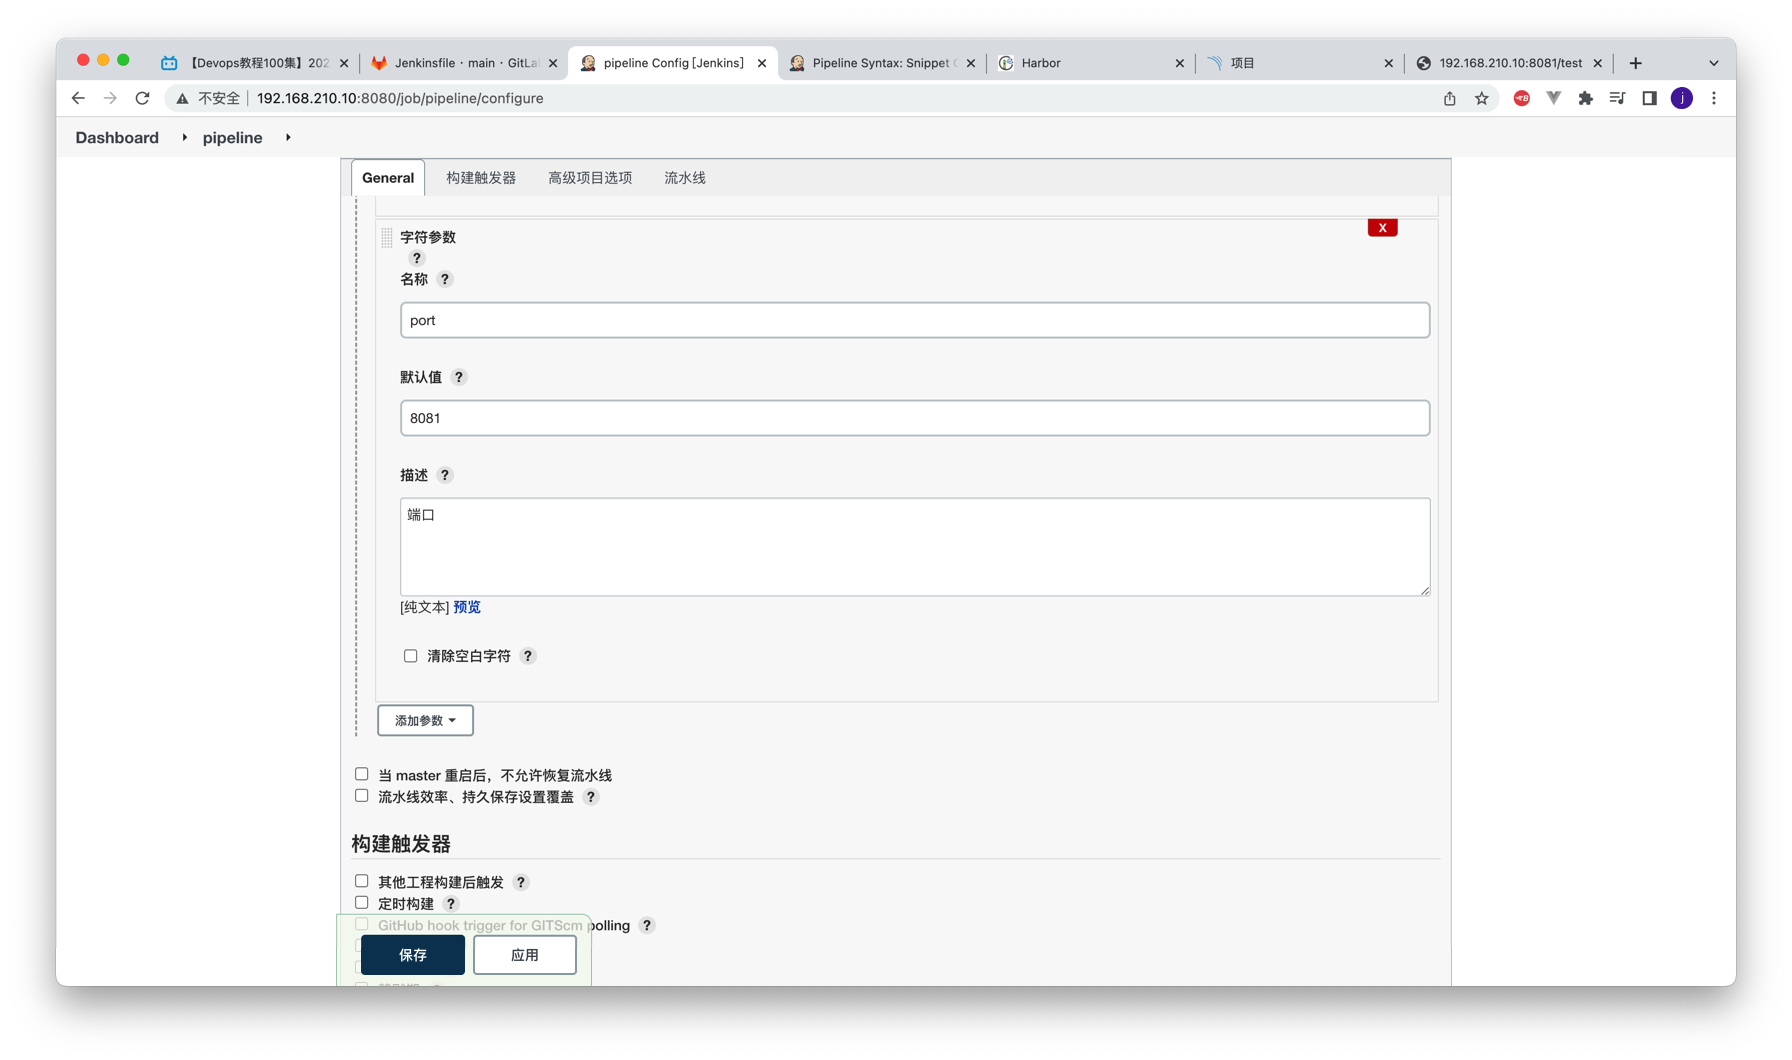 【Devops教程100集】202
Jenkinsfile · main · GitLa
pipeline Config [Jenkins]
Pipeline Syntax: Snippet G
Harbor
项目
192.168.210.10:8081/test
不安全
192.168.210.10:8080/job/pipeline/configure
j
Dashboard
pipeline
General
构建触发器
高级项目选项
流水线
字符参数
X
?
名称 ?
port
默认值 ?
8081
描述 ?
端口
[纯文本] 预览
清除空白字符 ?
添加参数
当 master 重启后，不允许恢复流水线
流水线效率、持久保存设置覆盖 ?
构建触发器
其他工程构建后触发 ?
定时构建 ?
GitHub hook trigger for GITScm polling ?
保存
应用